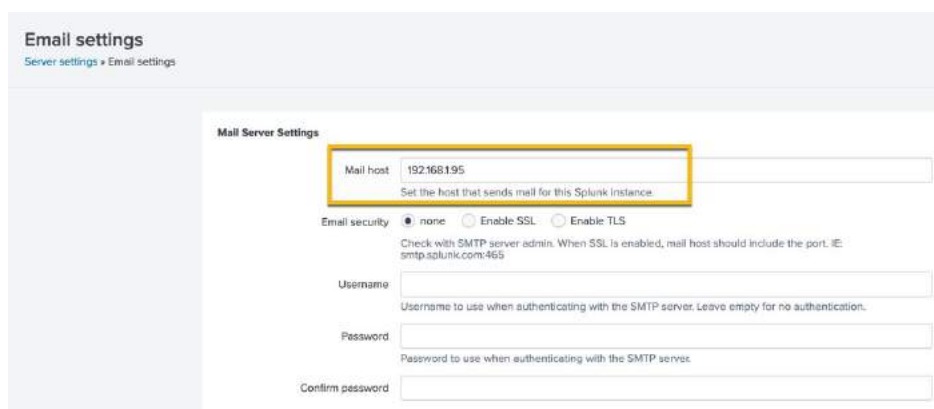 Email settings
Server settings » Email settings
Mail Server Settings
Mail host 192.168.1.95
Set the host that sends mail for this Splunk instance.
Email security none Enable SSL Enable TLS
Check with SMTP server admin. When SSL is enabled, mail host should include the port. IE:
smtp.splunk.com:465
Username
Username to use when authenticating with the SMTP server. Leave empty for no authentication.
Password
Password to use when authenticating with the SMTP server.
Confirm password